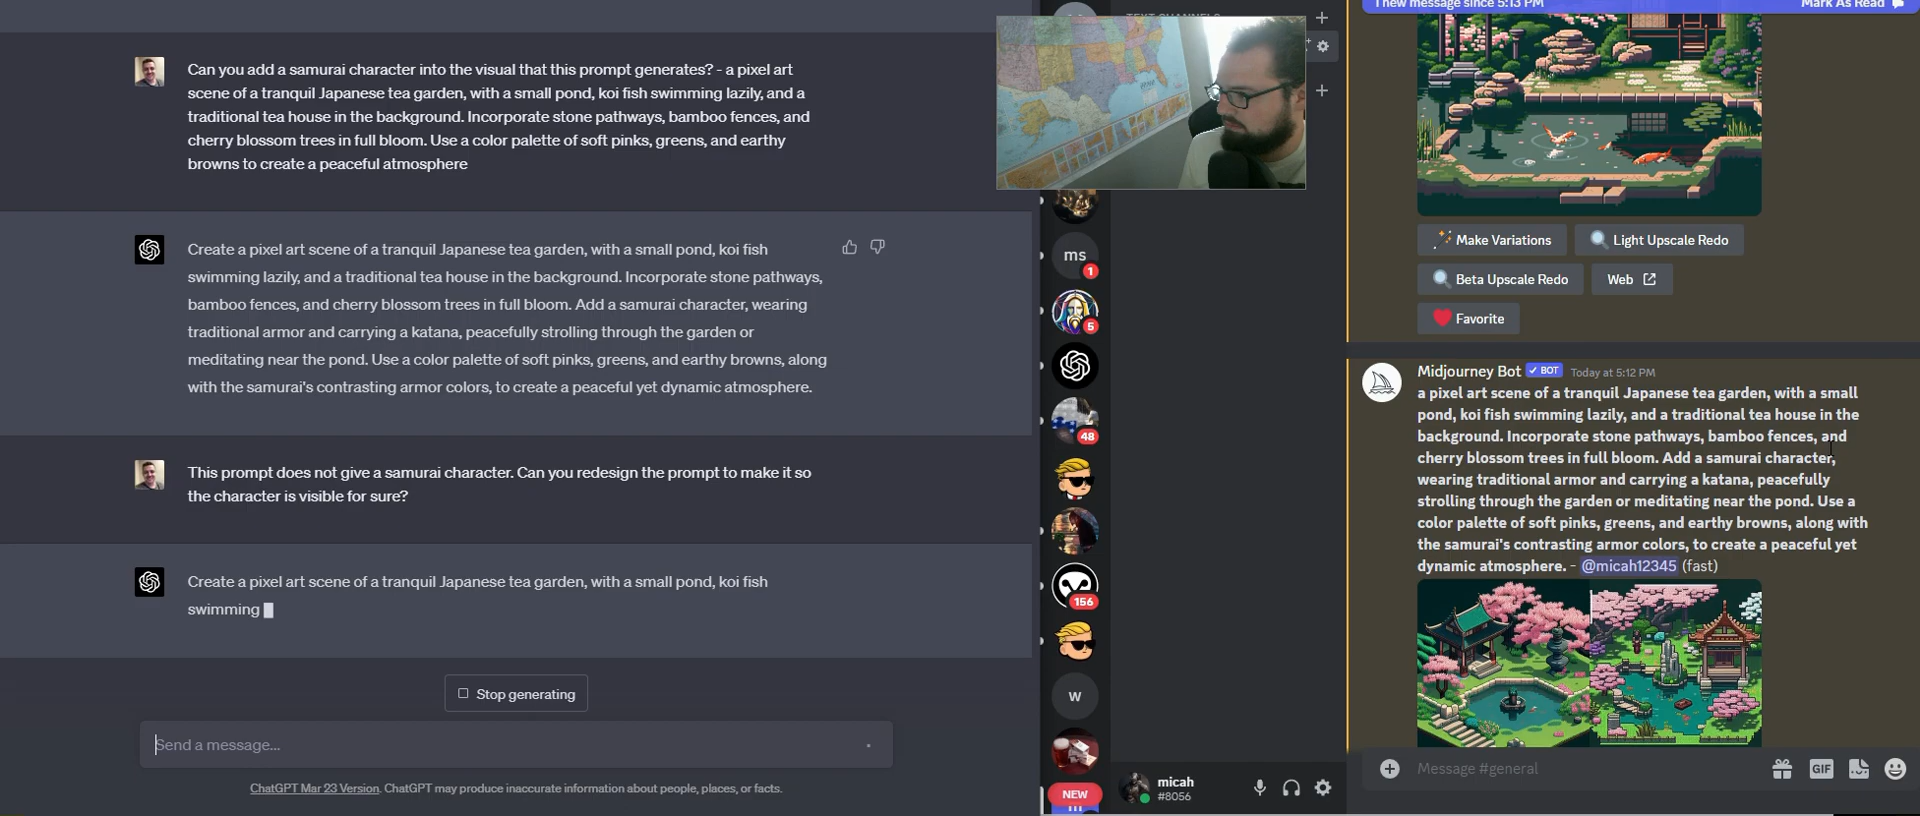 Can you add a samurai character into the visual that this prompt generates? - a pixel art
scene of a tranquil Japanese tea garden, with a small pond, koi fish swimming lazily, and a
traditional tea house in the background. Incorporate stone pathways, bamboo fences, and
cherry blossom trees in full bloom. Use a color palette of soft pinks, greens, and earthy
browns to create a peaceful atmosphere
Create a pixel art scene of a tranquil Japanese tea garden, with a small pond, koi fish
swimming lazily, and a traditional tea house in the background. Incorporate stone pathways,
bamboo fences, and cherry blossom trees in full bloom. Add a samurai character, wearing
traditional armor and carrying a katana, peacefully strolling through the garden or
meditating near the pond. Use a color palette of soft pinks, greens, and earthy browns, along
with the samurai's contrasting armor colors, to create a peaceful yet dynamic atmosphere.
This prompt does not give a samurai character. Can you redesign the prompt to make it so
the character is visible for sure?
Create a pixel art scene of a tranquil Japanese tea garden, with a small pond, koi fish
swimming
Stop generating
Send a message...
ChatGPT Mar 23 Version. ChatGPT may produce inaccurate information about people, places, or facts.
TEXT CHANNELS
ms
1
5
48
156
W
NEW
micah
#8056
1 new message since 5:13 PM
Mark As Read
Make Variations
Light Upscale Redo
Beta Upscale Redo
Web
Favorite
Midjourney Bot ✓ BOT Today at 5:12 PM
a pixel art scene of a tranquil Japanese tea garden, with a small
pond, koi fish swimming lazily, and a traditional tea house in the
background. Incorporate stone pathways, bamboo fences, and
cherry blossom trees in full bloom. Add a samurai character,
wearing traditional armor and carrying a katana, peacefully
strolling through the garden or meditating near the pond. Use a
color palette of soft pinks, greens, and earthy browns, along with
the samurai's contrasting armor colors, to create a peaceful yet
dynamic atmosphere. - @micah12345 (fast)
Message #general
GIF